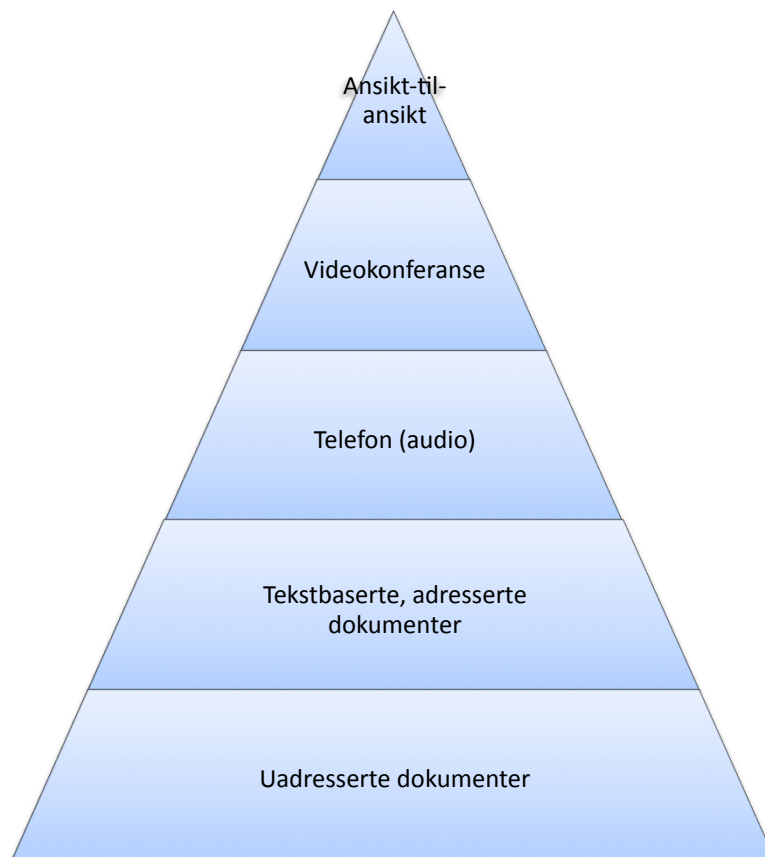 Ansikt-til-
ansikt
Videokonferanse
Telefon (audio)
Tekstbaserte, adresserte
dokumenter
Uadresserte dokumenter